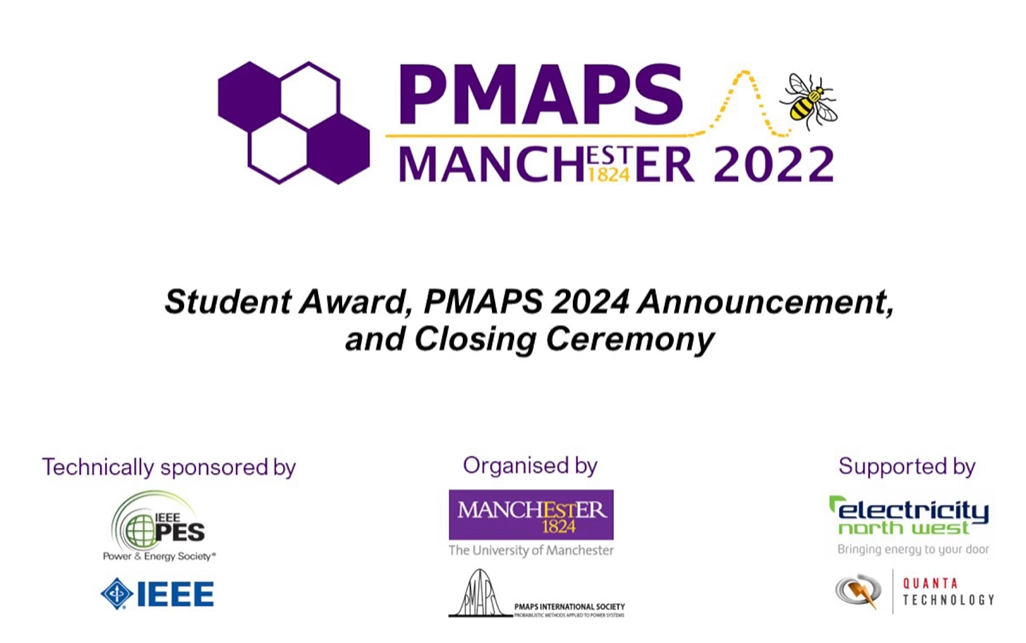 PMAPS
MANCHESTER 2022
EST
1824
Student Award, PMAPS 2024 Announcement,
and Closing Ceremony
Technically sponsored by
IEEE
PES
Power & Energy Society®
IEEE
Organised by
MANCHESTER
1824
The University of Manchester
PMAPS
PMAPS INTERNATIONAL SOCIETY
PROBABILISTIC METHODS APPLIED TO POWER SYSTEMS
Supported by
electricity
north west
Bringing energy to your door
QUANTA
TECHNOLOGY